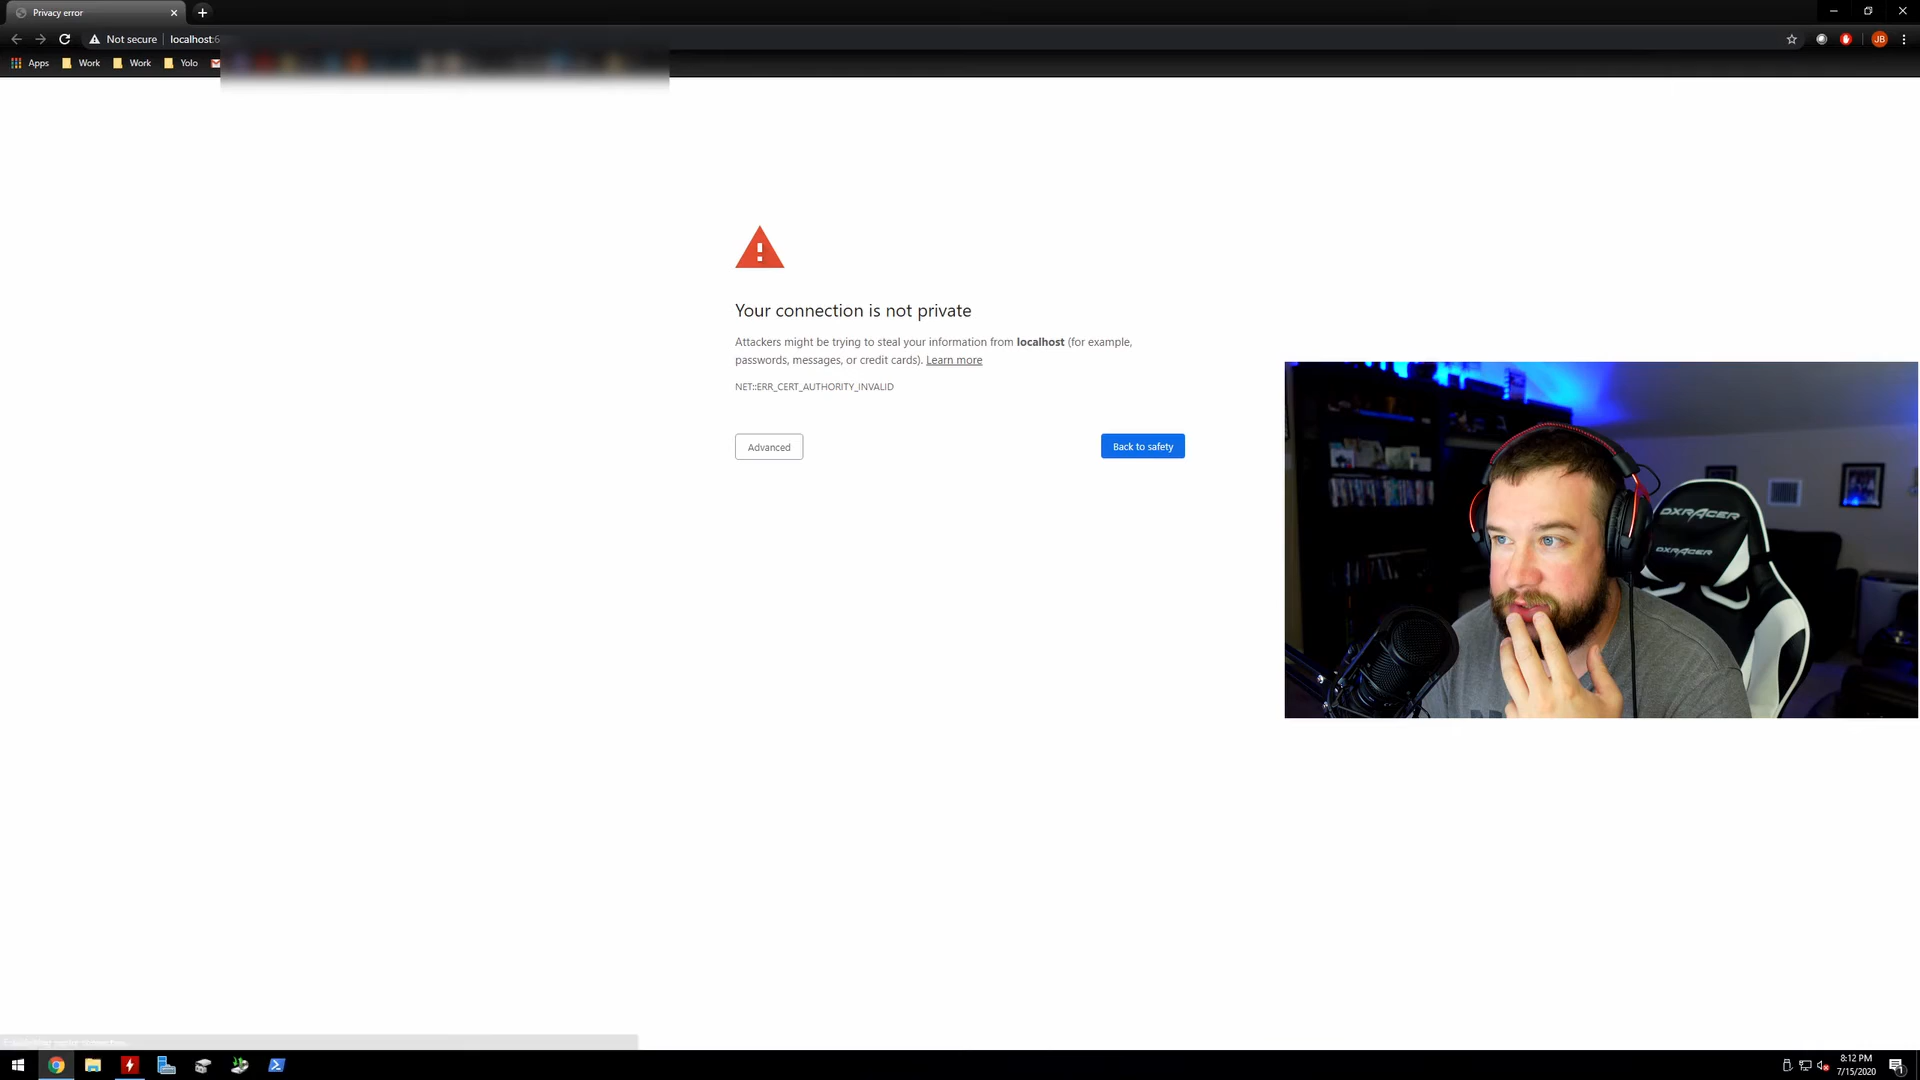 Privacy error
Not secure
localhost:6
Apps
Work
Work
Yolo
JB
Your connection is not private
Attackers might be trying to steal your information from localhost (for example,
passwords, messages, or credit cards). Learn more
NET::ERR_CERT_AUTHORITY_INVALID
Advanced
Back to safety
DXRACER
DXRACER
8:12 PM
7/15/2020